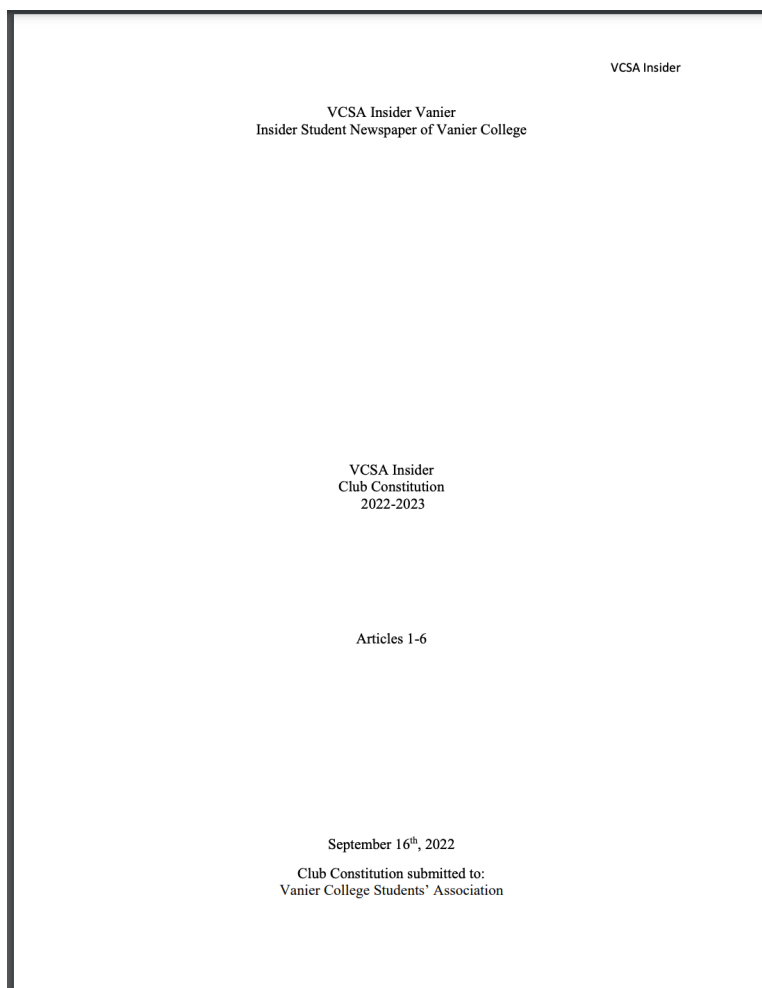 VCSA Insider
VCSA Insider Vanier
Insider Student Newspaper of Vanier College
VCSA Insider
Club Constitution
2022-2023
Articles 1-6
September 16th, 2022
Club Constitution submitted to:
Vanier College Students’ Association